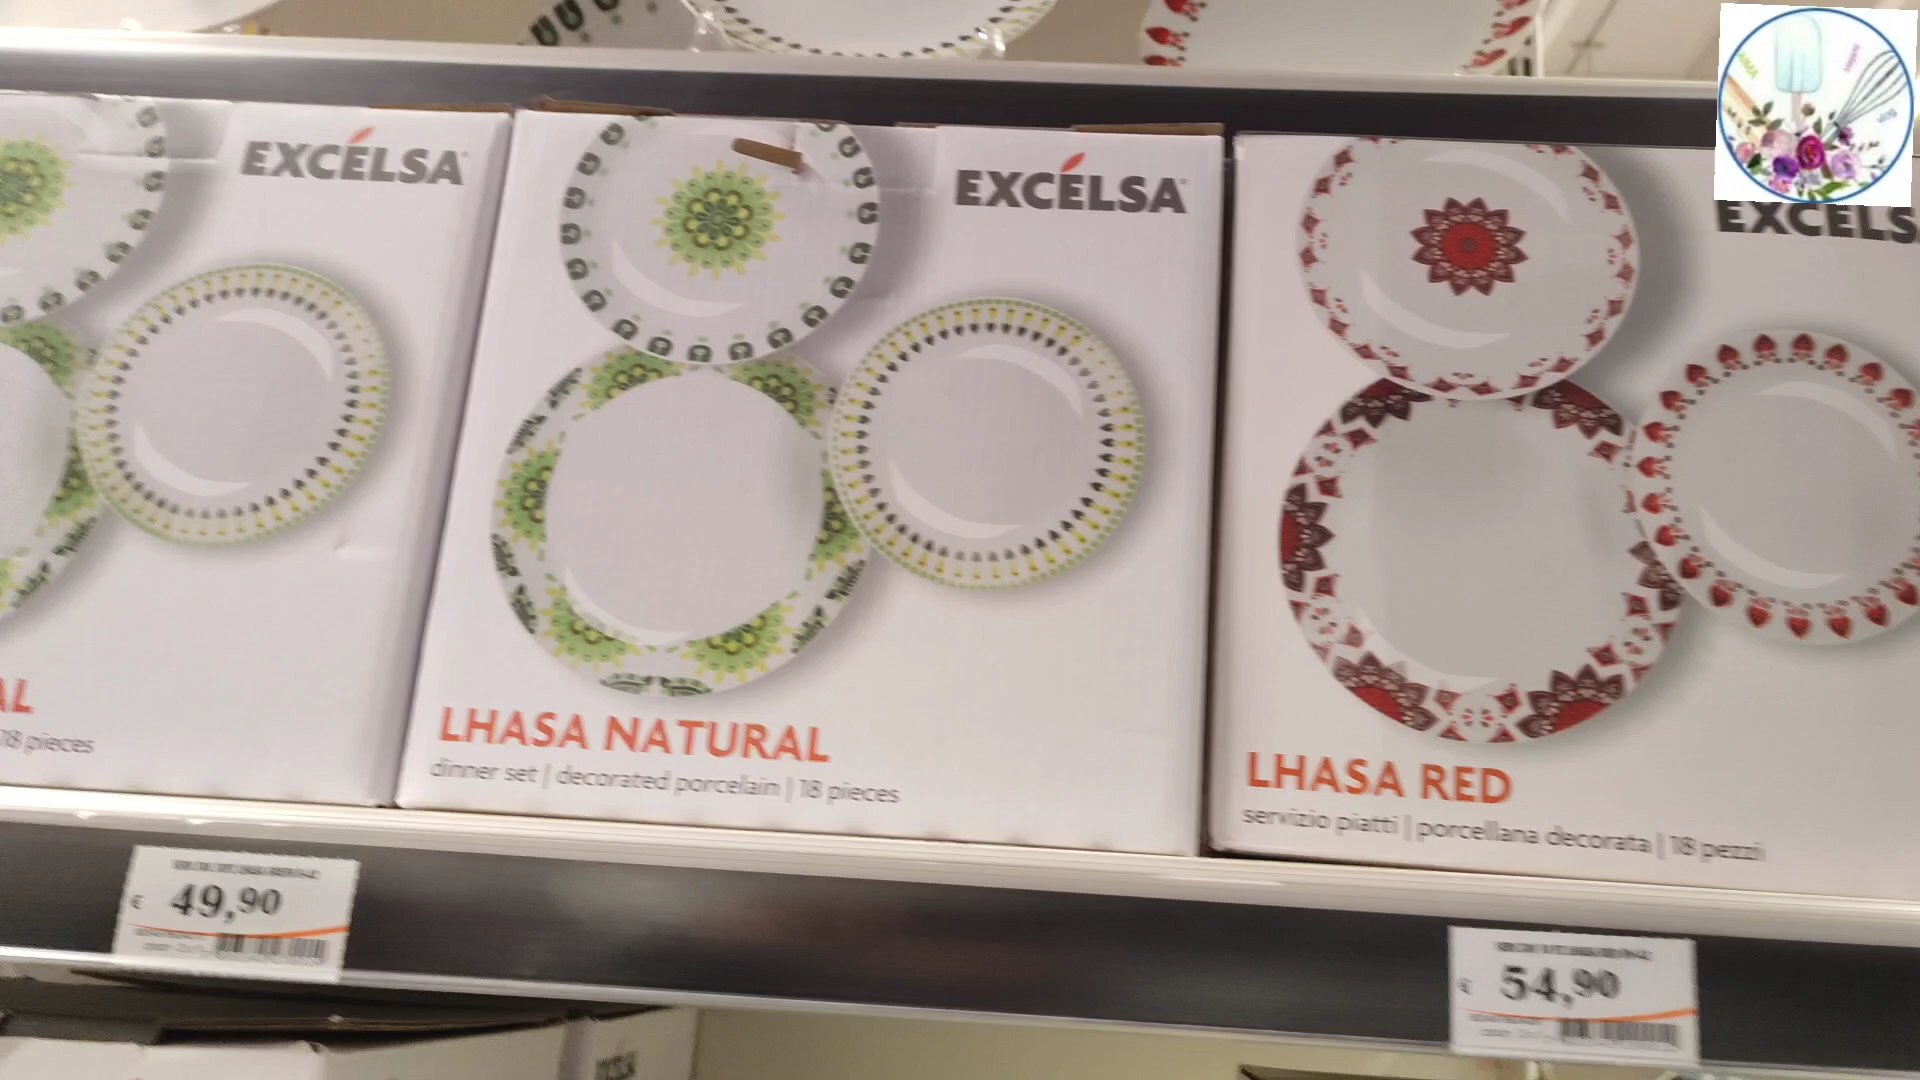 EXCELSA
EXCELSA
EXCELS
AL
18 pieces
LHASA NATURAL
dinner set | decorated porcelain | 18 pieces
LHASA RED
servizio piatti | porcellana decorata | 18 pezzi
€ 49,90
€ 54,90